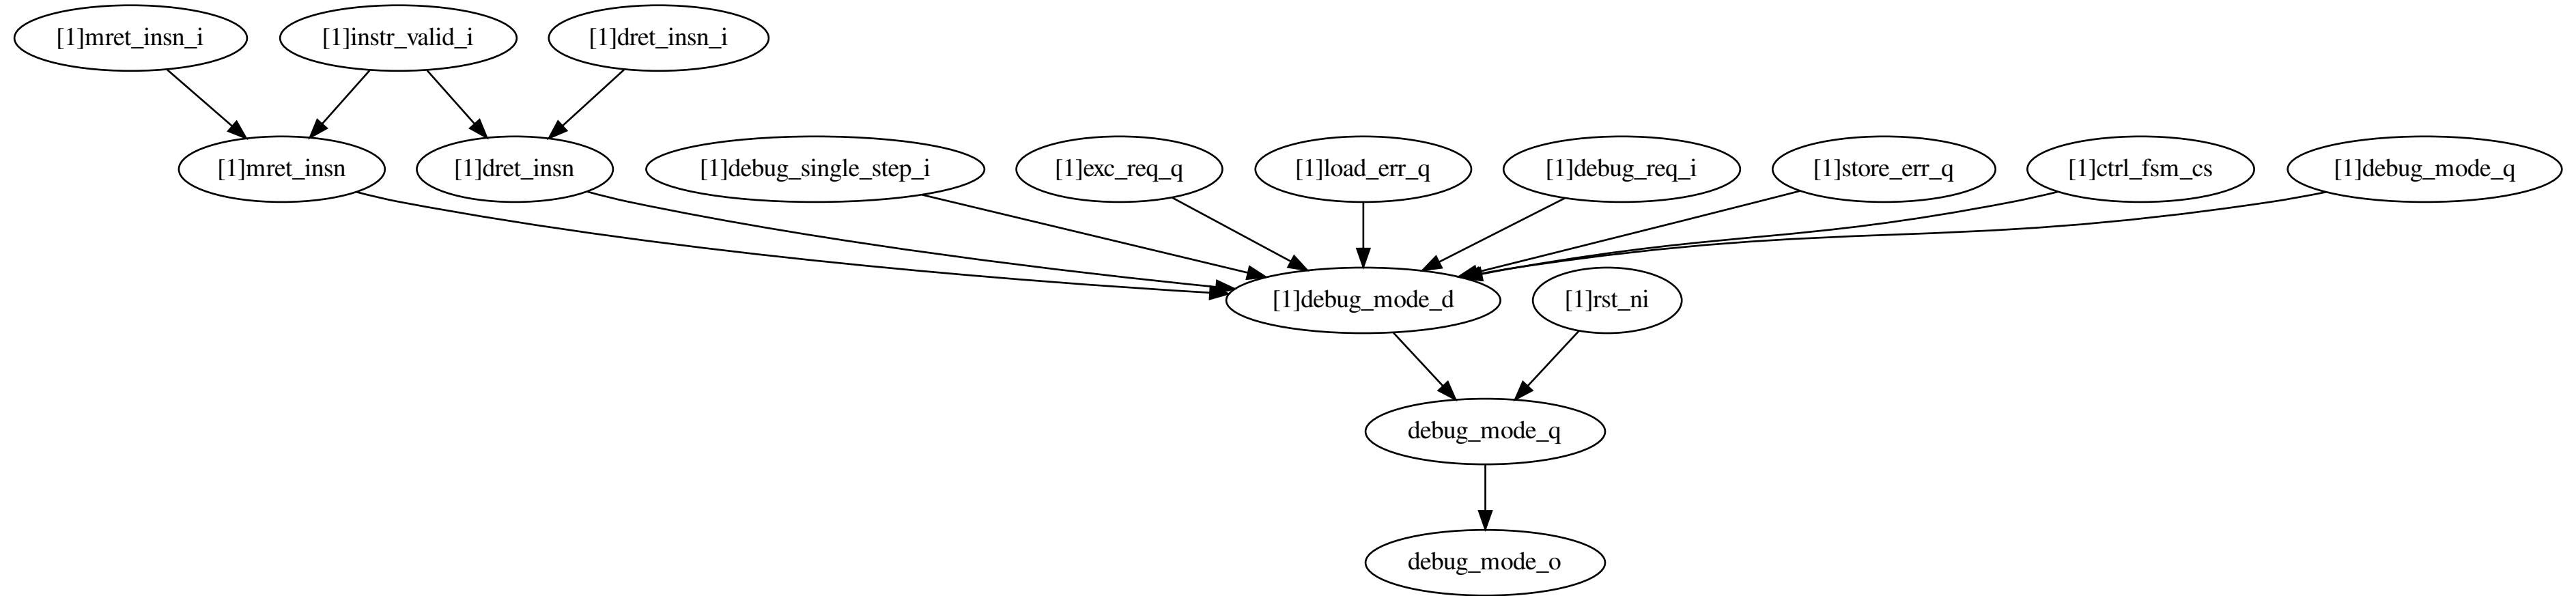 [1]mret_insn_i
[1]instr_valid_i
[1]dret_insn_i
[1]mret_insn
[1]dret_insn
[1]debug_single_step_i
[1]exc_req_q
[1]load_err_q
[1]debug_req_i
[1]store_err_q
[1]ctrl_fsm_cs
[1]debug_mode_q
[1]debug_mode_d
[1]rst_ni
debug_mode_q
debug_mode_o